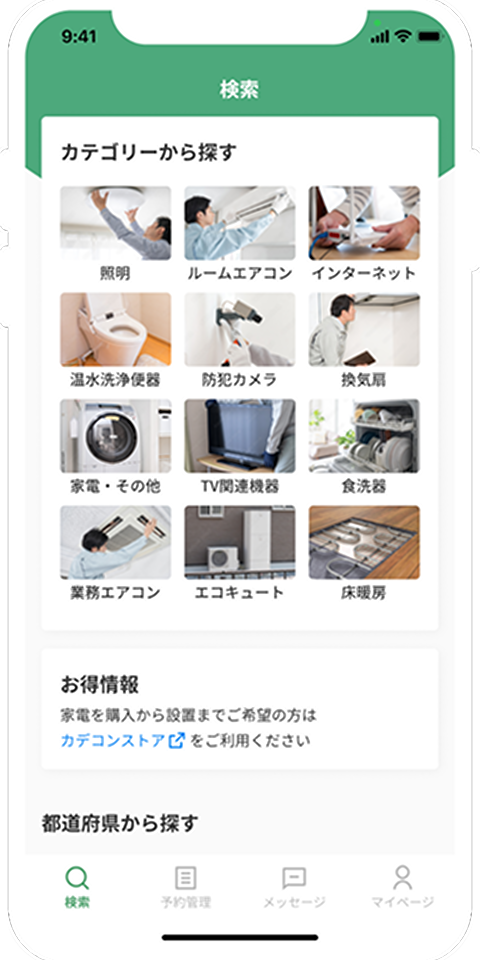 9:41
検索
カテゴリーから探す
照明
ルームエアコン
インターネット
温水洗浄便器
防犯カメラ
換気扇
家電・その他
TV関連機器
食洗器
業務エアコン
エコキュート
床暖房
お得情報
家電を購入から設置までご希望の方は
カデコンストア をご利用ください
都道府県から探す
検索
予約管理
メッセージ
マイページ